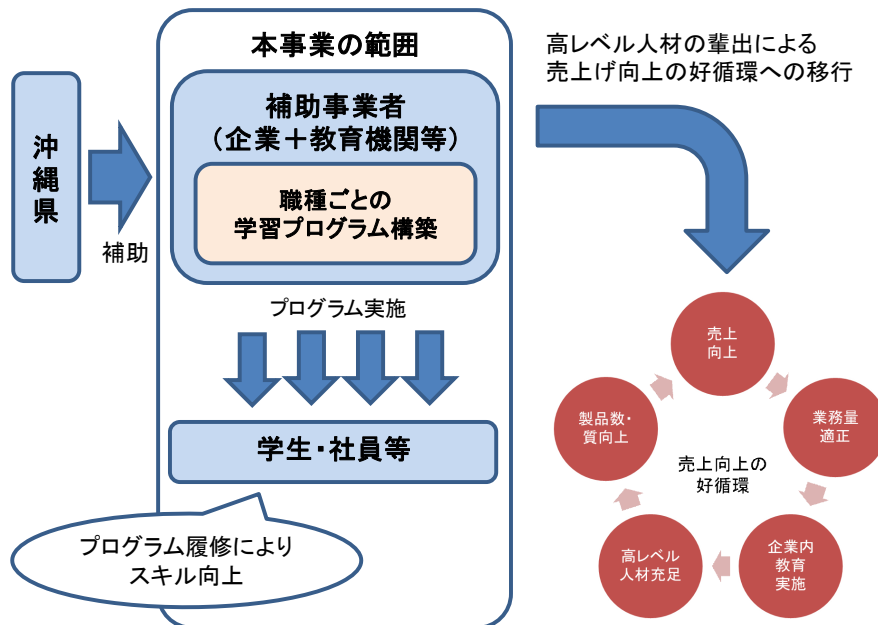 本事業の範囲
沖縄県
補助
補助事業者
（企業＋教育機関等）
職種ごとの
学習プログラム構築
プログラム実施
学生・社員等
プログラム履修により
スキル向上
高レベル人材の輩出による
売上げ向上の好循環への移行
売上
向上
業務量
適正
企業内
教育
実施
高レベル
人材充足
製品数・
質向上
売上向上の
好循環